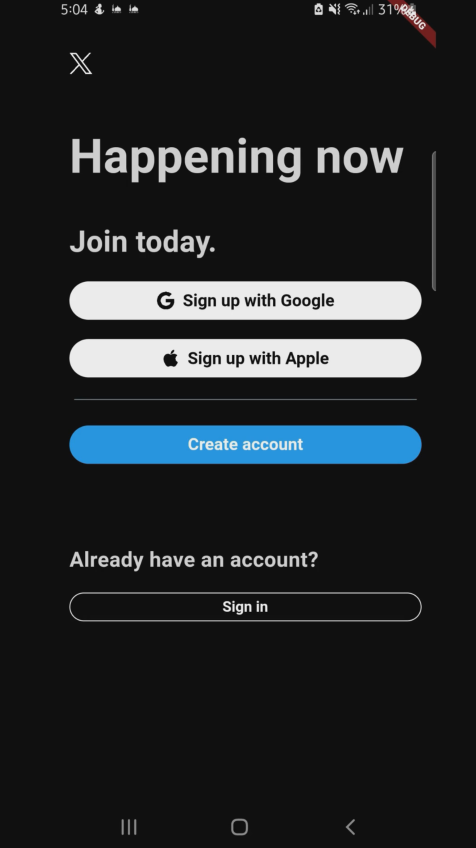 5:04
31%
DEBUG
Happening now
Join today.
Sign up with Google
Sign up with Apple
Create account
Already have an account?
Sign in